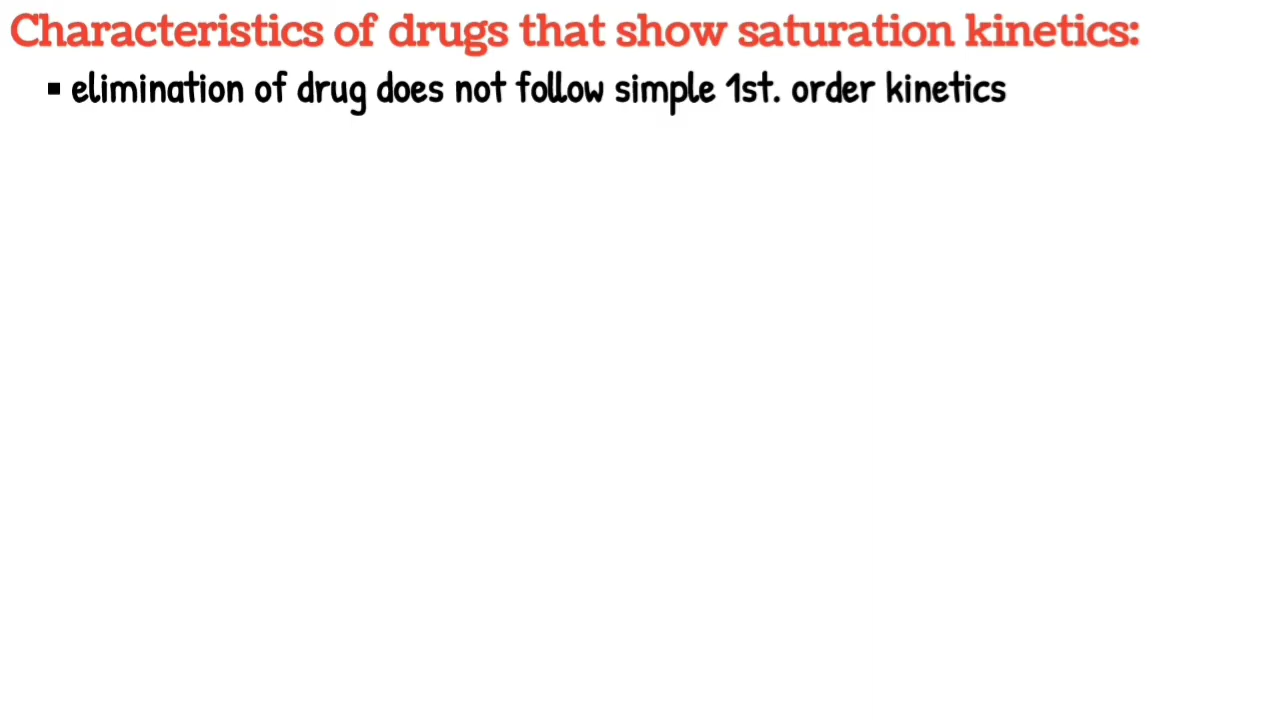 Characteristics of drugs that show saturation kinetics:
▪ elimination of drug does not follow simple 1st. order kinetics